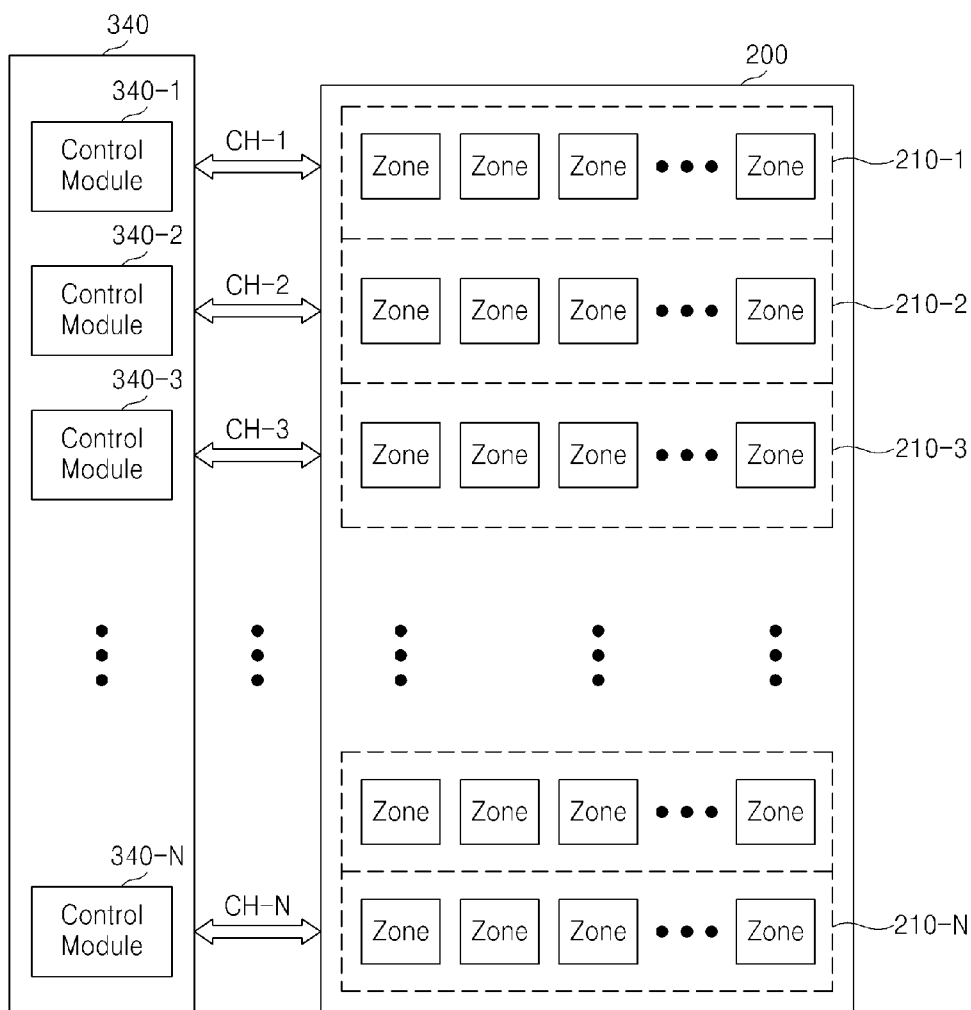 340
200
340-1
Control
Module
CH-1
Zone Zone Zone Zone
210-1
340-2
Control
Module
CH-2
Zone Zone Zone Zone
210-2
340-3
Control
Module
CH-3
Zone Zone Zone Zone
210-3
Zone Zone Zone Zone
340-N
Control
Module
CH-N
Zone Zone Zone Zone
210-N